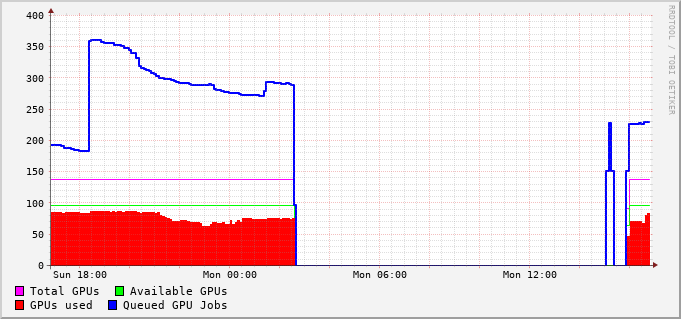 400
350
300
250
200
150
100
50
0
Sun 18:00 Mon 00:00 Mon 06:00 Mon 12:00
Total GPUs Available GPUs
GPUs used Queued GPU Jobs
RRDTOOL / TOBI OETIKER